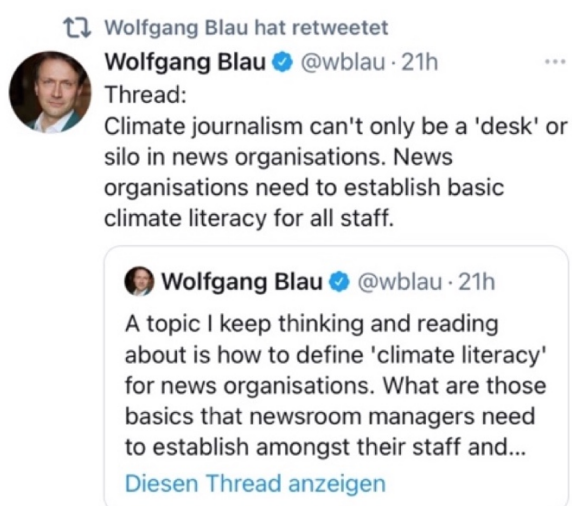 Wolfgang Blau hat retweetet
Wolfgang Blau @wblau · 21h
Thread:
Climate journalism can't only be a 'desk' or
silo in news organisations. News
organisations need to establish basic
climate literacy for all staff.
Wolfgang Blau @wblau · 21h
A topic I keep thinking and reading
about is how to define 'climate literacy'
for news organisations. What are those
basics that newsroom managers need
to establish amongst their staff and...
Diesen Thread anzeigen